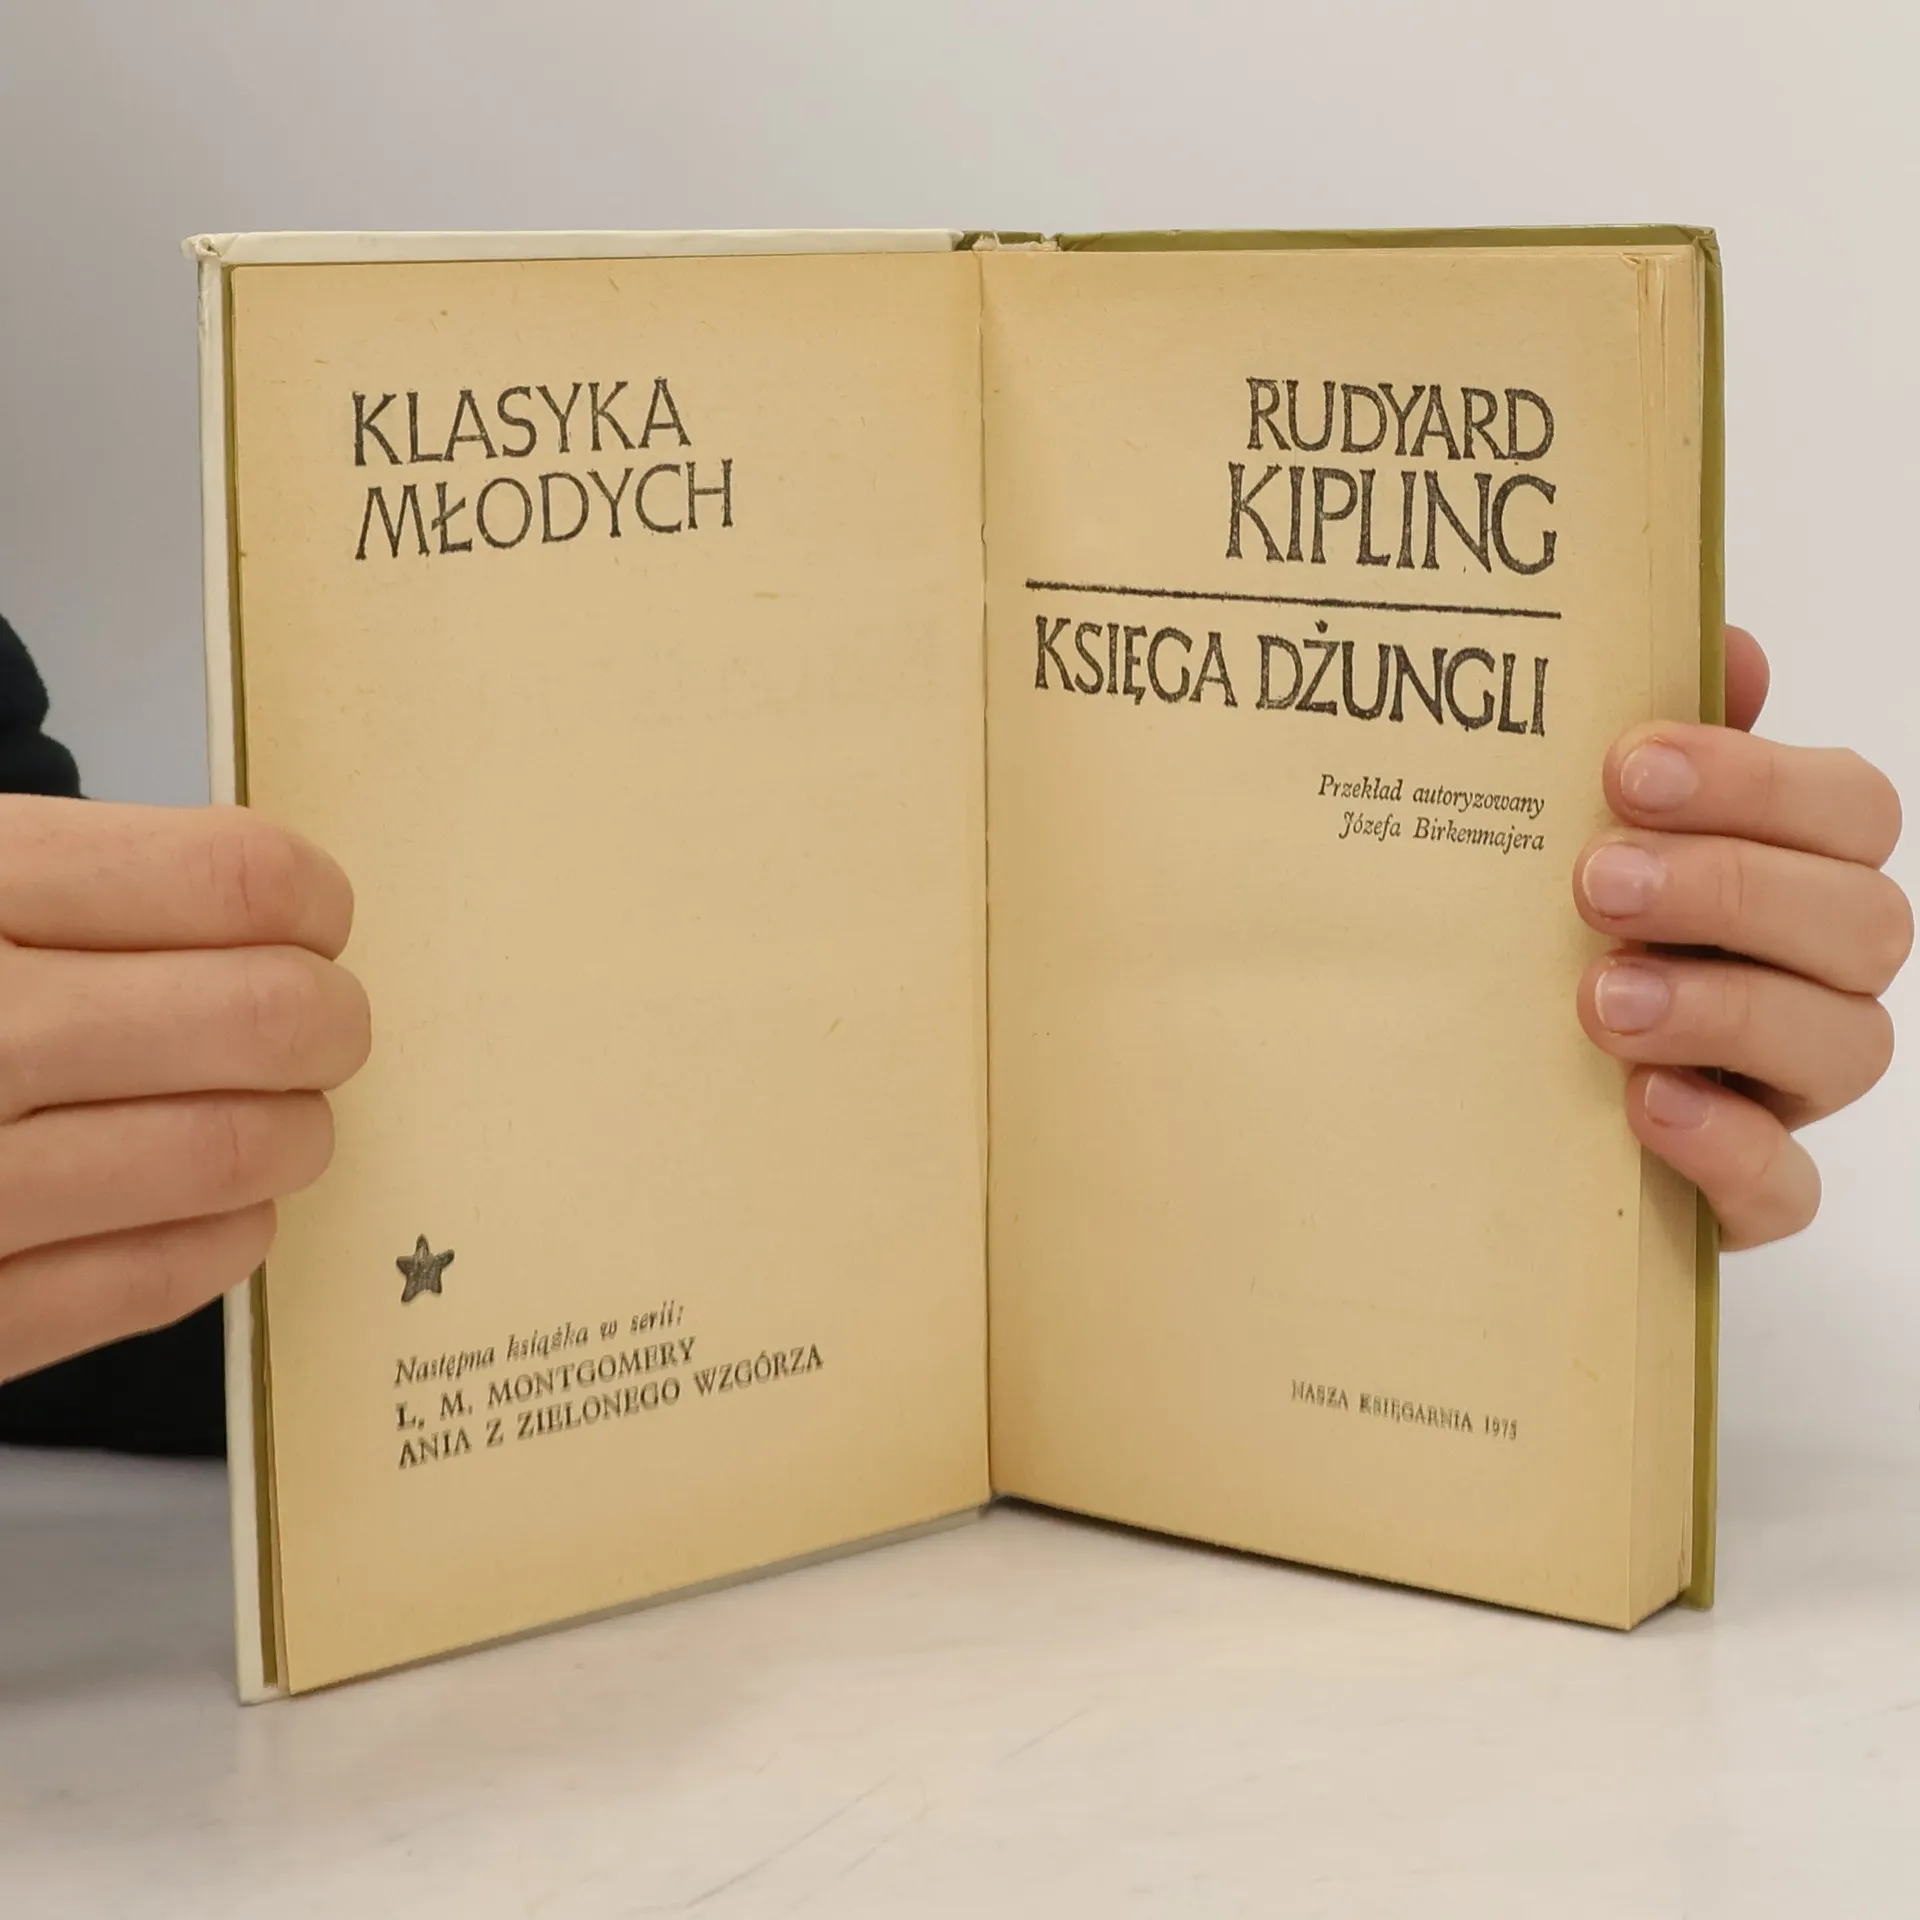 KLASYKA
MŁODYCH
Następna książka w serii:
L. M. MONTGOMERY
ANIA Z ZIELONEGO WZGÓRZA
RUDYARD
KIPLING
KSIĘGA DŻUNGLI
Przekład autoryzowany
Józefa Birkenmajera
NASZA KSIĘGARNIA 1975